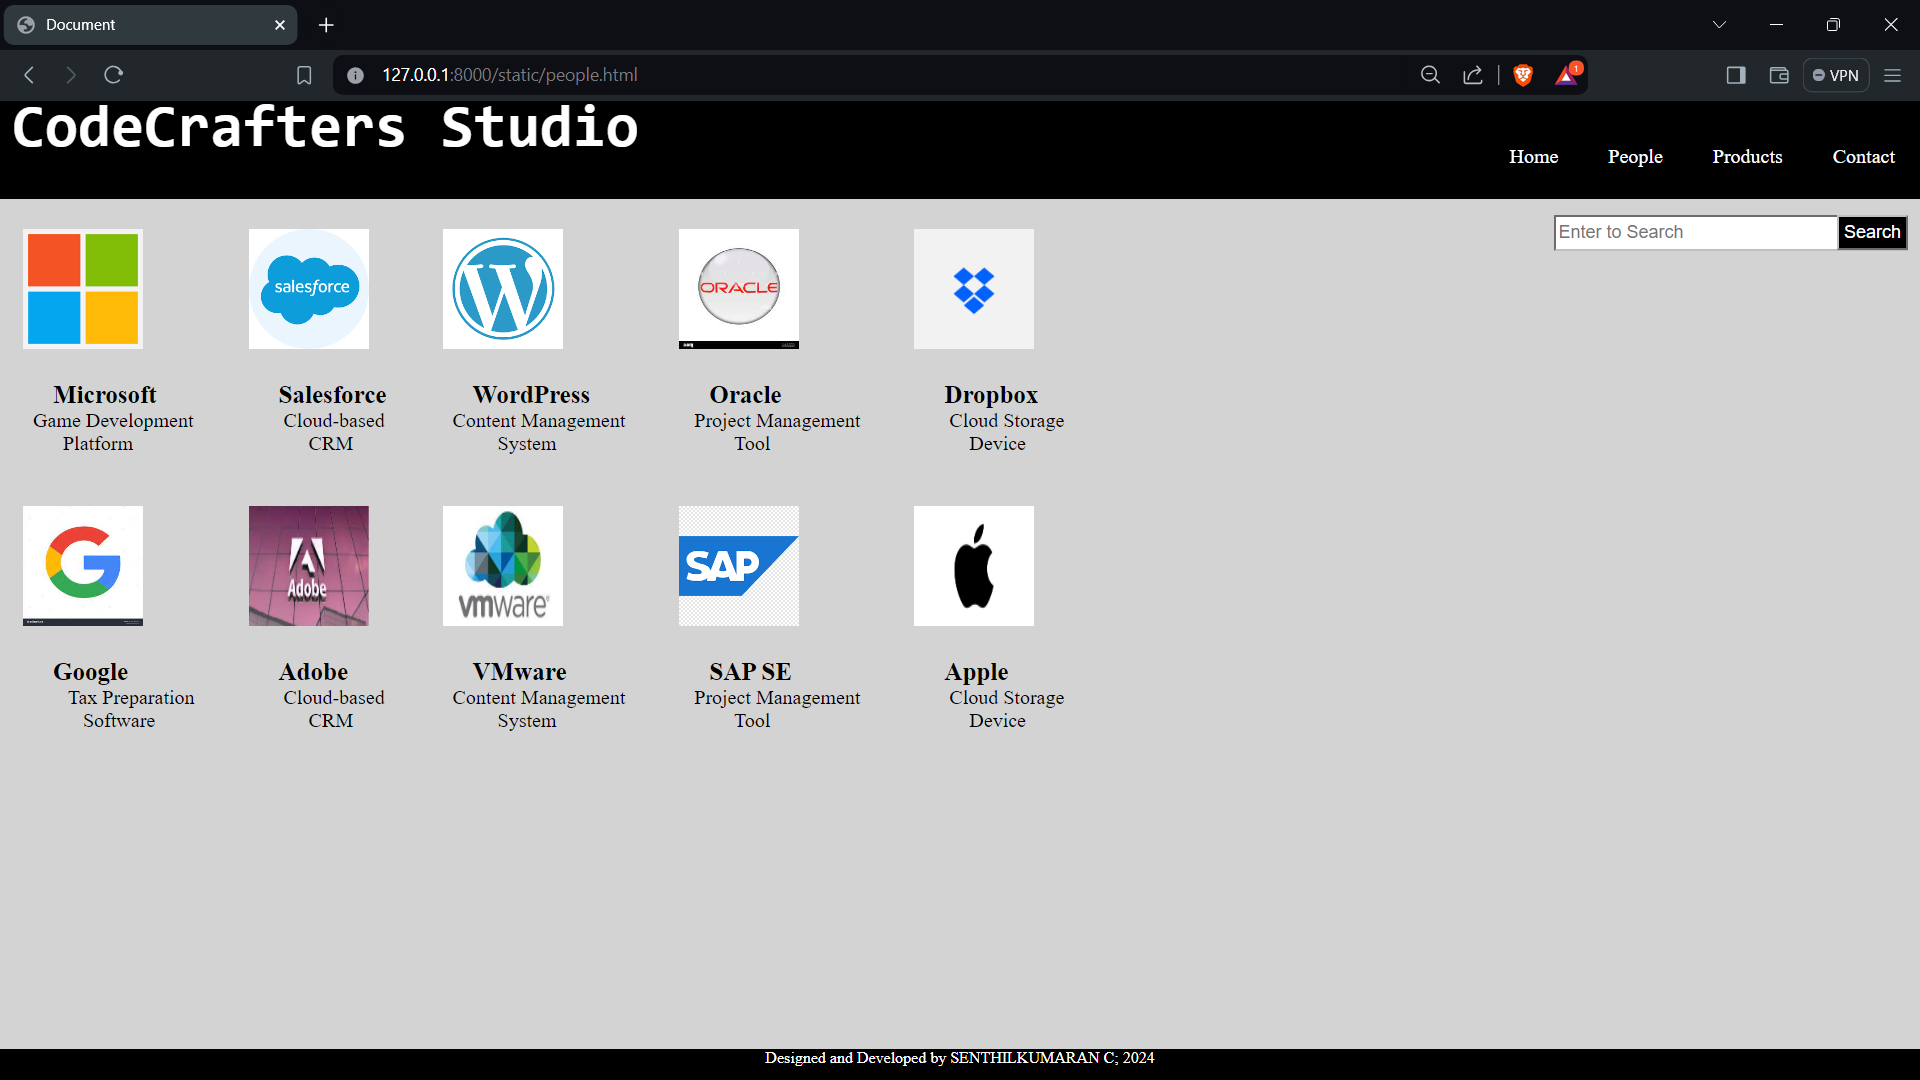 Document
127.0.0.1:8000/static/people.html
1
VPN
CodeCrafters Studio
Home People Products Contact
Enter to Search Search
salesforce
ORACLE
Microsoft
Game Development
Platform
Salesforce
Cloud-based
CRM
WordPress
Content Management
System
Oracle
Project Management
Tool
Dropbox
Cloud Storage
Device
Adobe
vmware
SAP
Google
Tax Preparation
Software
Adobe
Cloud-based
CRM
VMware
Content Management
System
SAP SE
Project Management
Tool
Apple
Cloud Storage
Device
Designed and Developed by SENTHILKUMARAN C; 2024